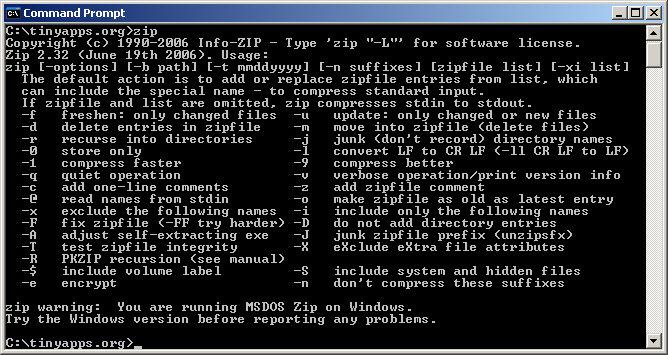 Command Prompt
C:\tinyapps.org>zip
Copyright (c) 1990-2006 Info-ZIP - Type 'zip "-L"' for software license.
Zip 2.32 (June 19th 2006). Usage:
zip [-options] [-b path] [-t mmddyyyy] [-n suffixes] [zipfile list] [-xi list]
  The default action is to add or replace zipfile entries from list, which
  can include the special name - to compress standard input.
  If zipfile and list are omitted, zip compresses stdin to stdout.
  -f   freshen: only changed files  -u   update: only changed or new files
  -d   delete entries in zipfile    -m   move into zipfile (delete files)
  -r   recurse into directories     -j   junk (don't record) directory names
  -0   store only                   -l   convert LF to CR LF (-ll CR LF to LF)
  -1   compress faster              -9   compress better
  -q   quiet operation              -v   verbose operation/print version info
  -c   add one-line comments        -z   add zipfile comment
  -@   read names from stdin        -o   make zipfile as old as latest entry
  -x   exclude the following names  -i   include only the following names
  -F   fix zipfile (-FF try harder) -D   do not add directory entries
  -A   adjust self-extracting exe   -J   junk zipfile prefix (unzipsfx)
  -T   test zipfile integrity       -X   eXclude eXtra file attributes
  -R   PKZIP recursion (see manual)
  -$   include volume label         -S   include system and hidden files
  -e   encrypt                      -n   don't compress these suffixes
zip warning:  You are running MSDOS Zip on Windows.
Try the Windows version before reporting any problems.
C:\tinyapps.org>_